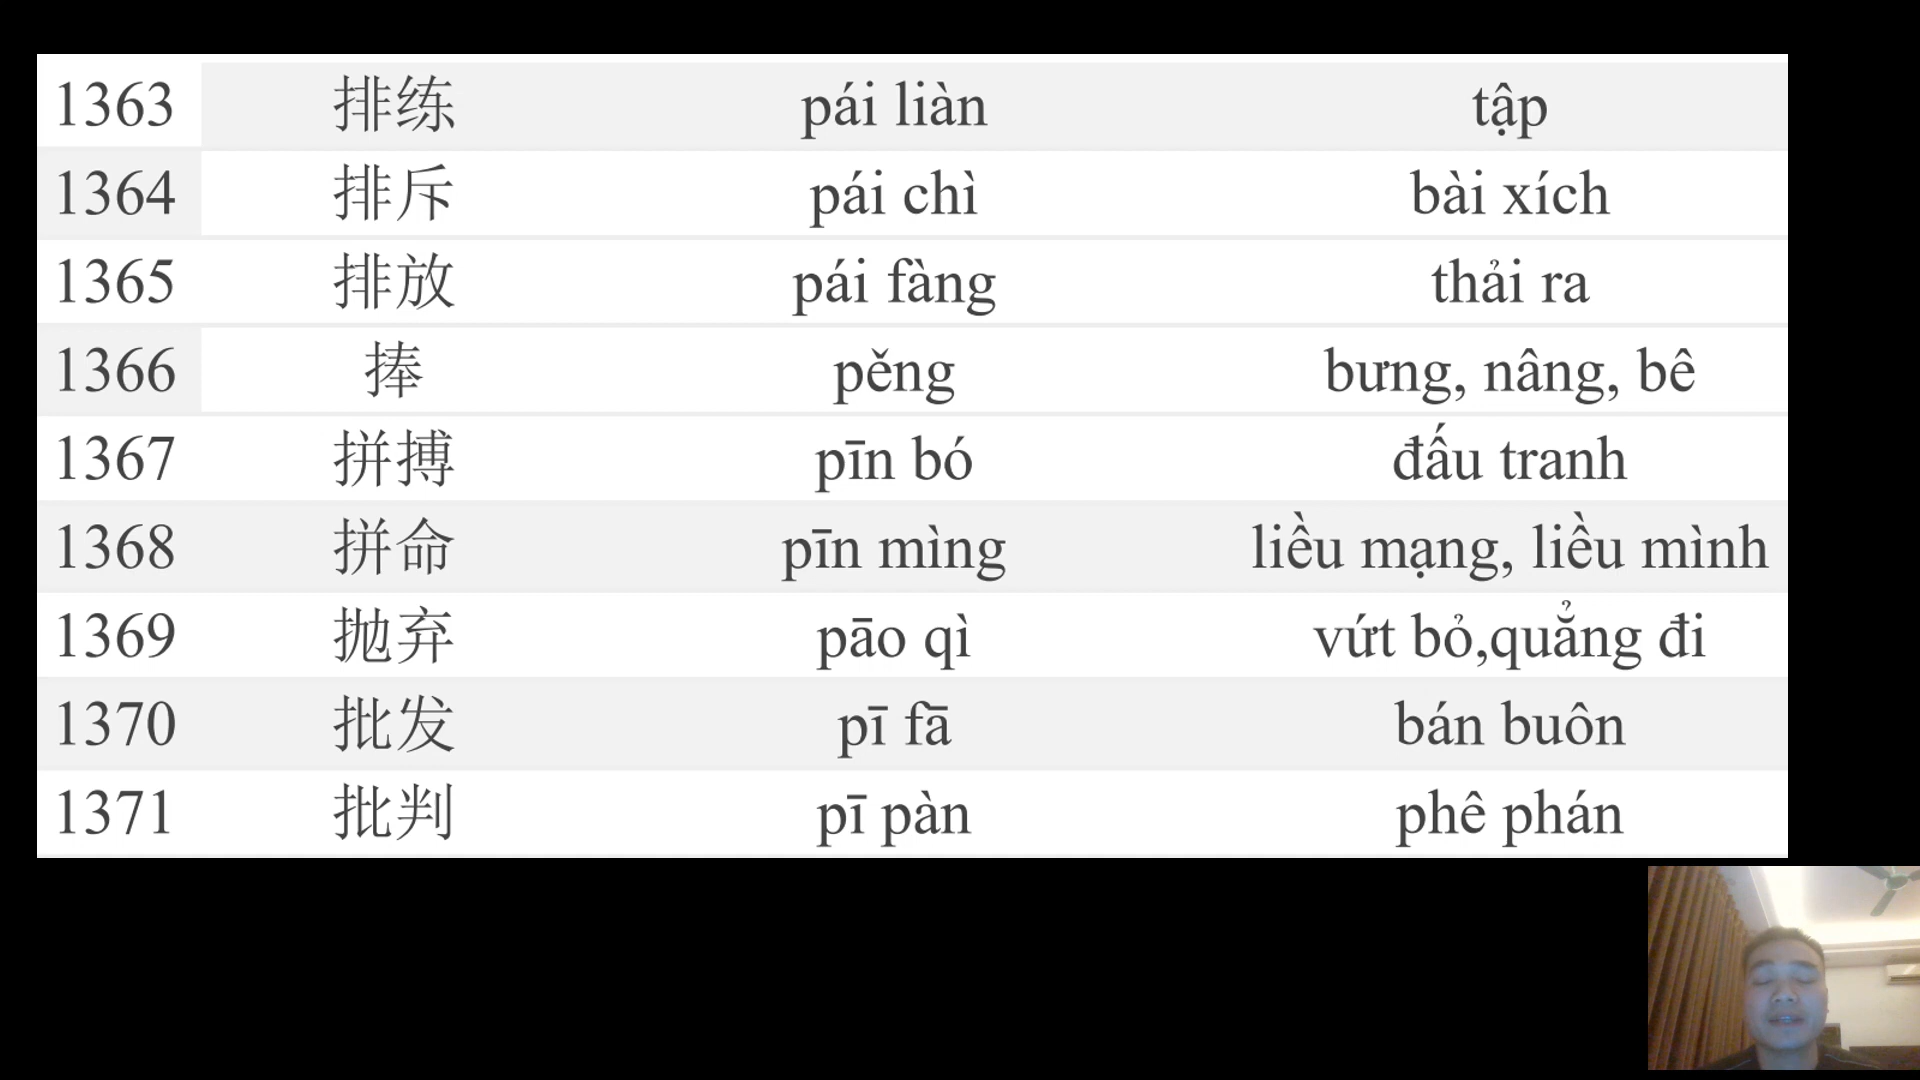 1363 排练 pái liàn tập
1364 排斥 pái chì bài xích
1365 排放 pái fàng thải ra
1366 捧 pěng bưng, nâng, bê
1367 拼搏 pīn bó đấu tranh
1368 拼命 pīn mìng liều mạng, liều mình
1369 抛弃 pāo qì vứt bỏ,quẳng đi
1370 批发 pī fā bán buôn
1371 批判 pī pàn phê phán